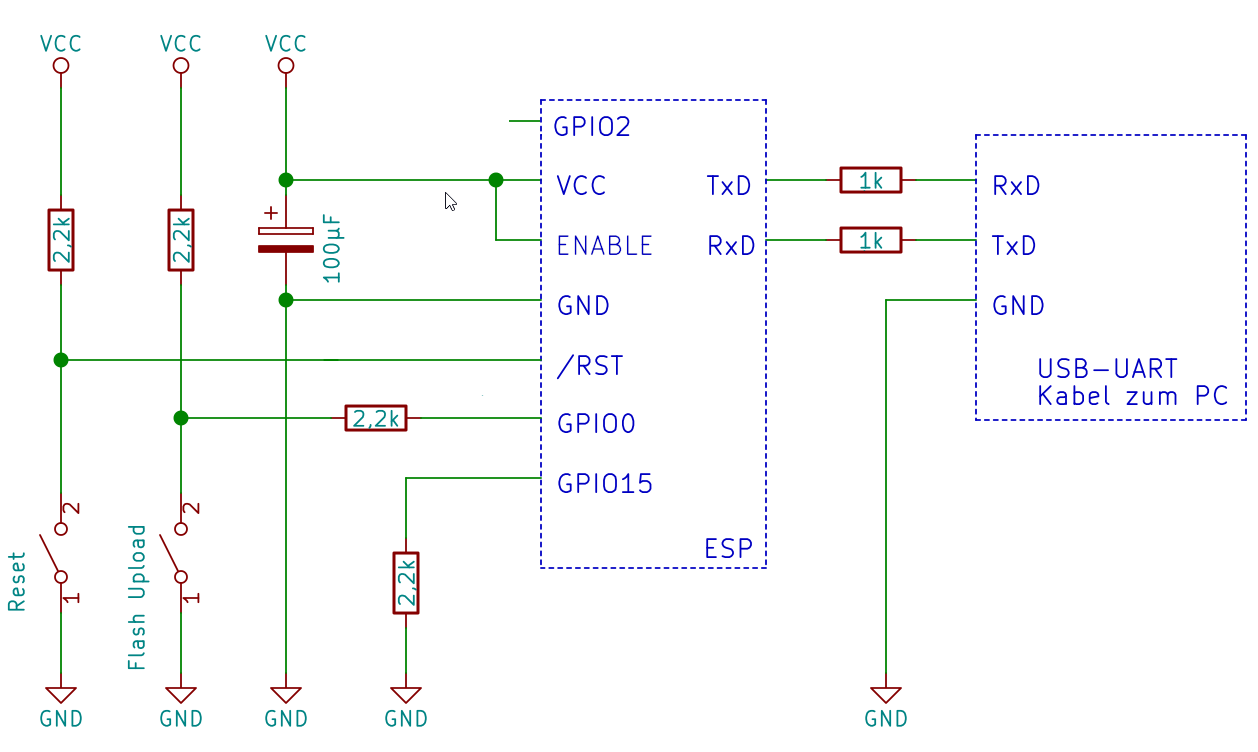 VCC
VCC
VCC
GPIO2
VCC
TxD
1k
RxD
+
2,2k
2,2k
100µF
ENABLE
RxD
1k
TxD
GND
GND
/RST
USB-UART
Kabel zum PC
2,2k
GPIO0
GPIO15
2
2
ESP
Reset
Flash Upload
2,2k
1
1
GND
GND
GND
GND
GND